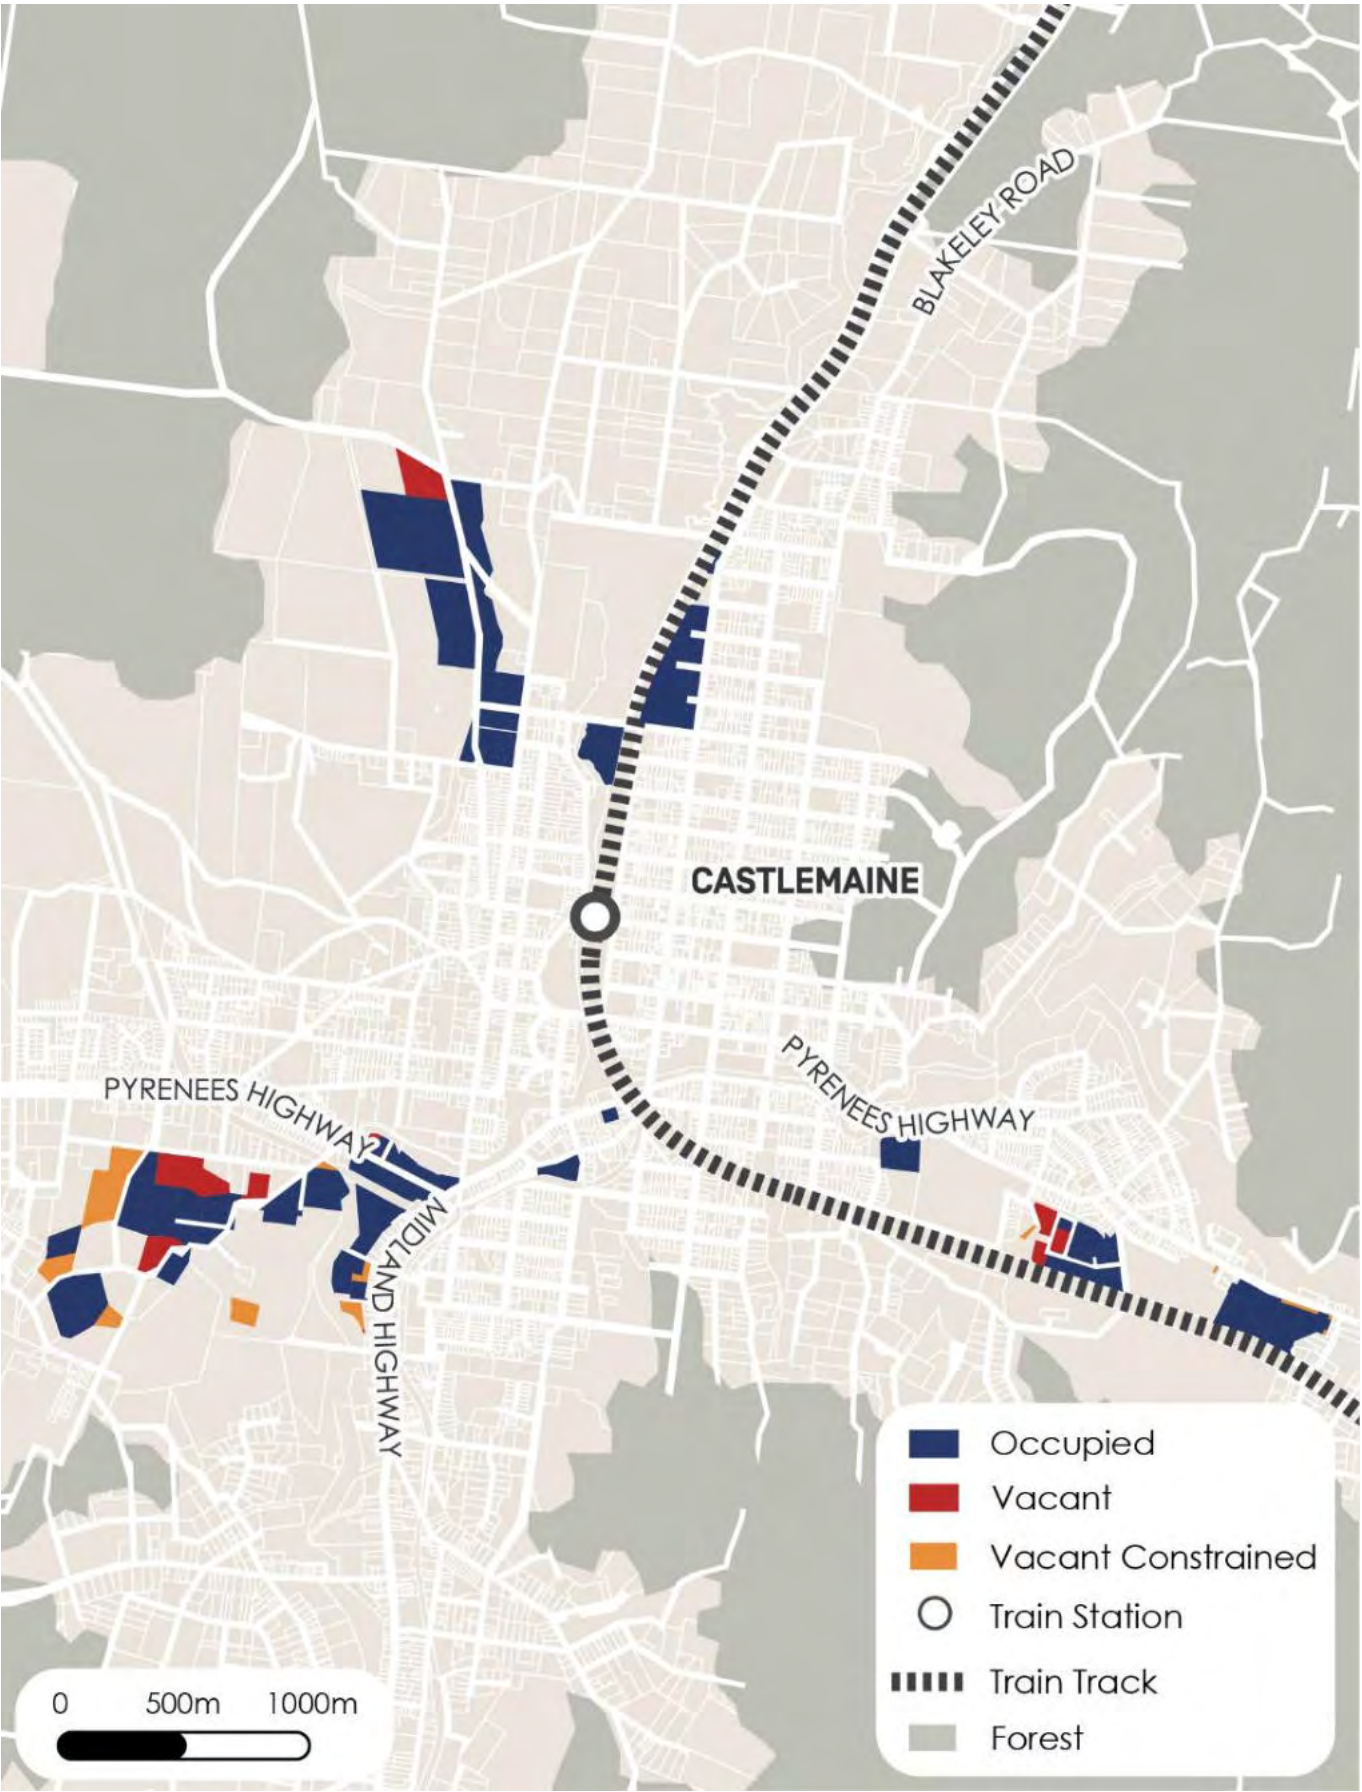 BLAKELEY ROAD
CASTLEMAINE
PYRENEES HIGHWAY
PYRENEES HIGHWAY
MIDLAND HIGHWAY
Occupied
Vacant
Vacant Constrained
Train Station
Train Track
Forest
0 500m 1000m